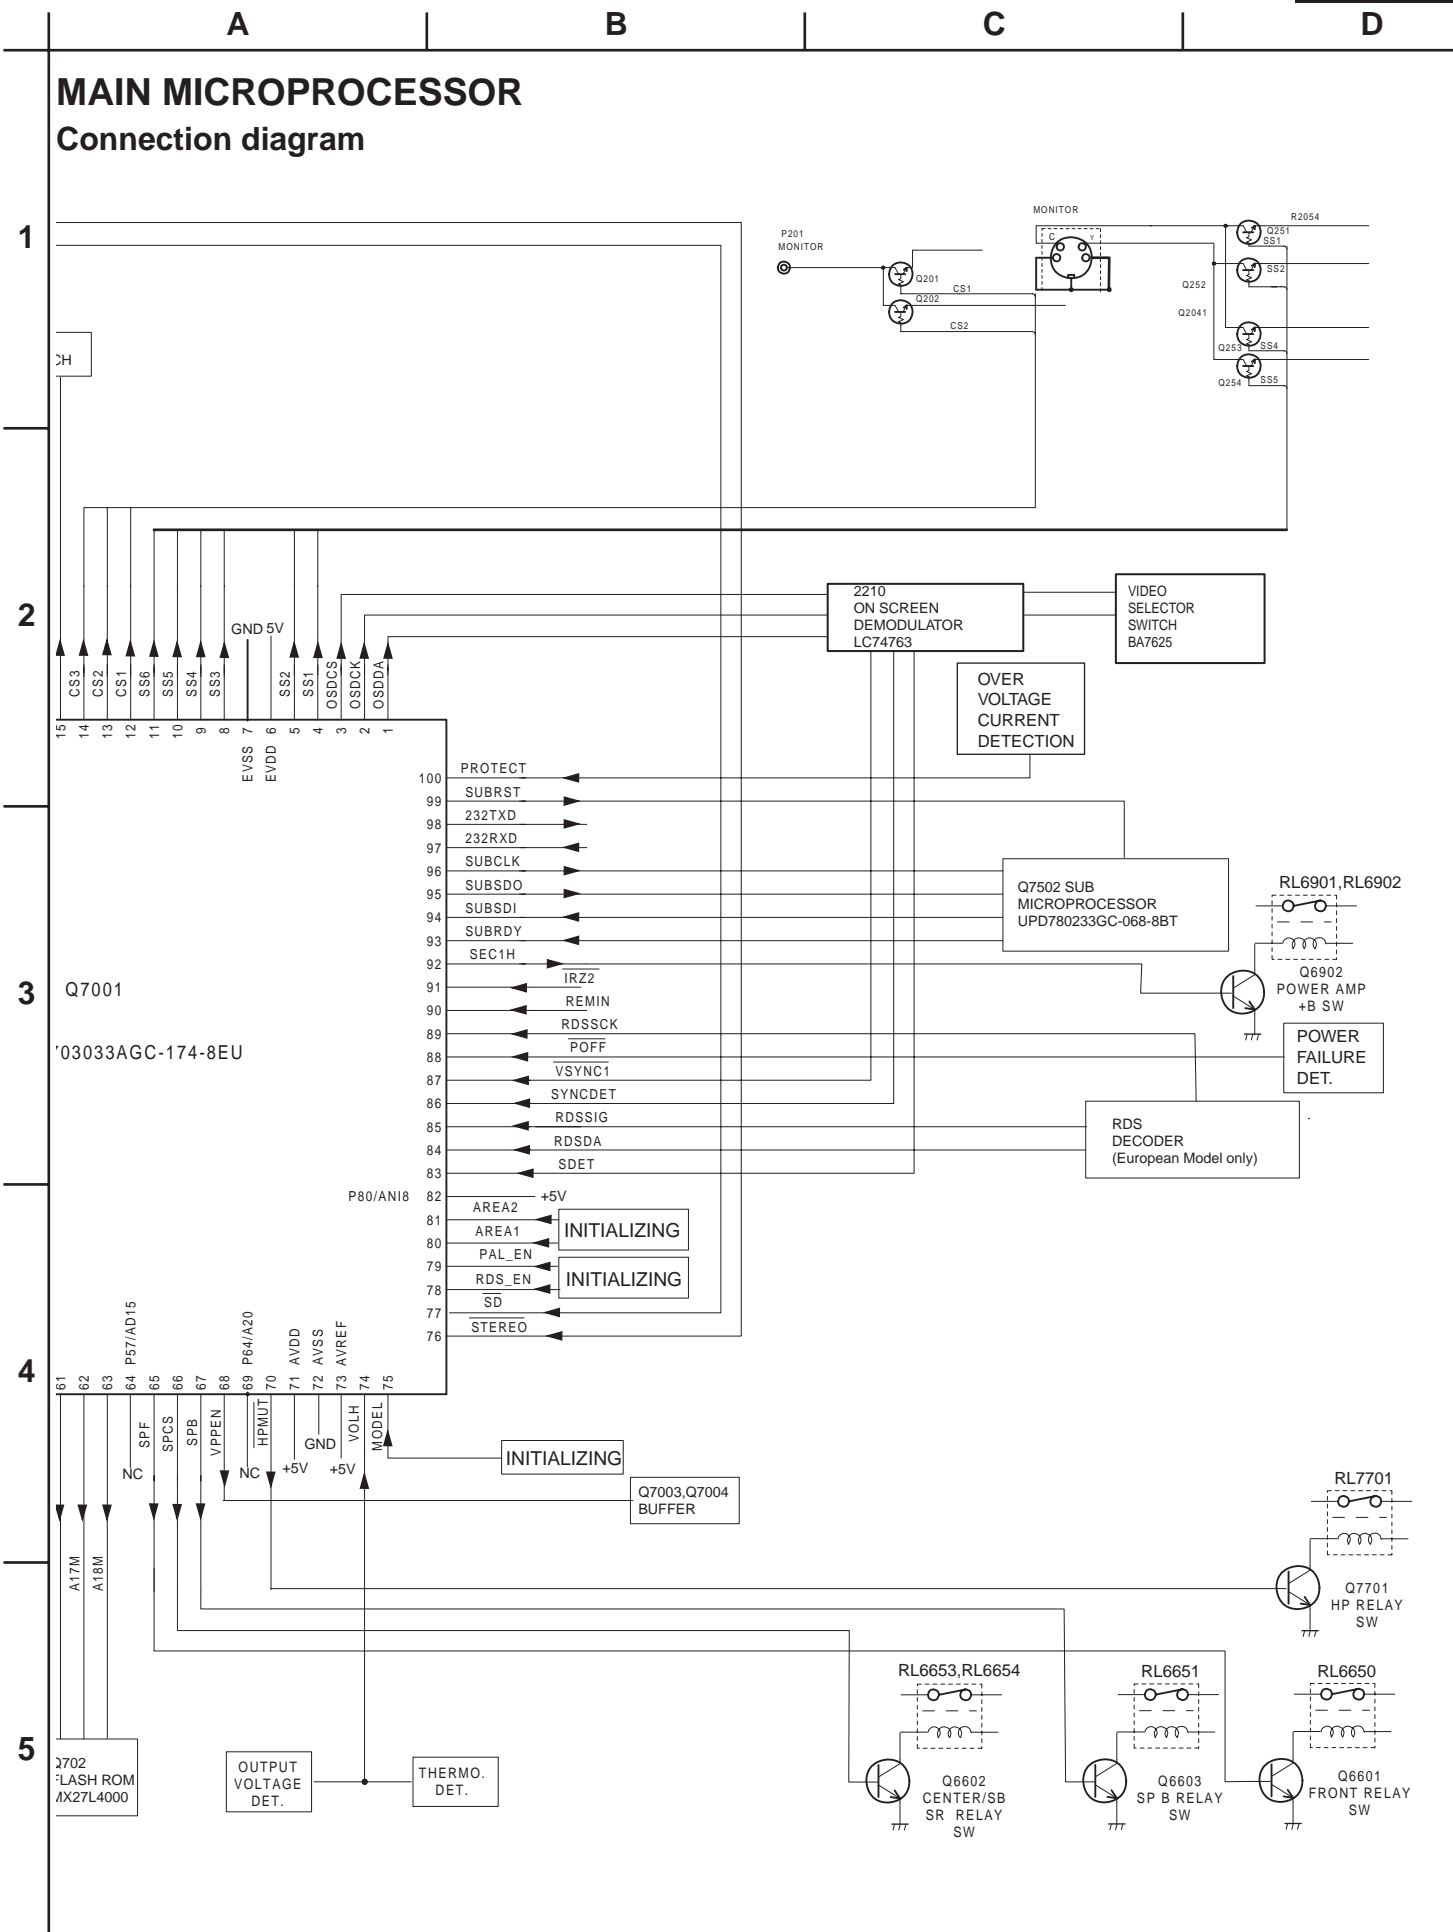 A
B
C
D
MAIN MICROPROCESSOR
Connection diagram
1
2
3
4
5
P201
MONITOR
Q201
CS1
Q202
CS2
MONITOR
C
Y
R2054
Q251
SS1
SS2
Q252
Q2041
Q253
SS4
Q254
SS5
CH
2210
ON SCREEN
DEMODULATOR
LC74763
VIDEO
SELECTOR
SWITCH
BA7625
OVER
VOLTAGE
CURRENT
DETECTION
GND 5V
CS3
CS2
CS1
SS6
SS5
SS4
SS3
SS2
SS1
OSDCS
OSDCK
OSDDA
15
14
13
12
11
10
9
8
7
6
5
4
3
2
1
EVSS
EVDD
100 PROTECT
99 SUBRST
98 232TXD
97 232RXD
96 SUBCLK
95 SUBSDO
94 SUBSDI
93 SUBRDY
92 SEC1H
91 IRZ2
90 REMIN
89 RDSSCK
88 POFF
87 VSYNC1
86 SYNCDET
85 RDSSIG
84 RDSDA
83 SDET
P80/ANI8 82 +5V
81 AREA2
80 AREA1
INITIALIZING
79 PAL_EN
78 RDS_EN
INITIALIZING
77 SD
76 STEREO
Q7001
703033AGC-174-8EU
Q7502 SUB
MICROPROCESSOR
UPD780233GC-068-8BT
RL6901,RL6902
Q6902
POWER AMP
+B SW
POWER
FAILURE
DET.
RDS
DECODER
(European Model only)
P57/AD15
P64/A20
AVDD
AVSS
AVREF
61
62
63
64
65
66
67
68
69
70
71
72
73
74
75
SPF
SPCS
SPB
VPPEN
HPMUT
VOLH
MODEL
NC
NC
+5V
GND
+5V
INITIALIZING
Q7003,Q7004
BUFFER
A17M
A18M
RL7701
Q7701
HP RELAY
SW
RL6653,RL6654
Q6602
CENTER/SB
SR RELAY
SW
RL6651
Q6603
SP B RELAY
SW
RL6650
Q6601
FRONT RELAY
SW
Q702
FLASH ROM
MX27L4000
OUTPUT
VOLTAGE
DET.
THERMO.
DET.